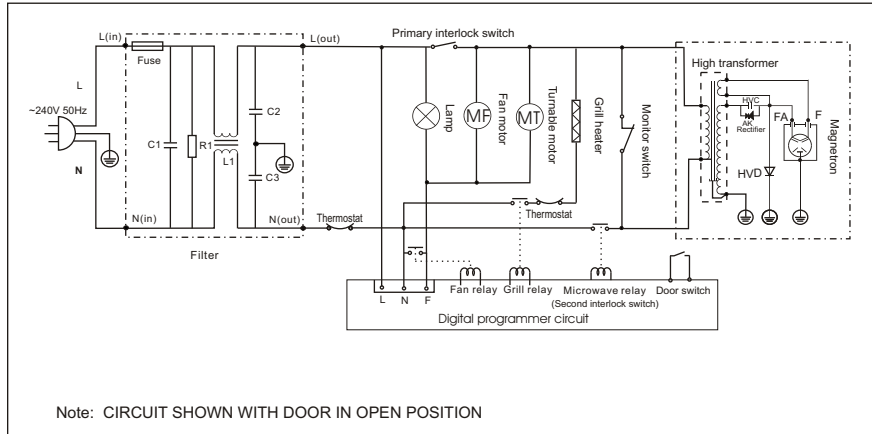 L(in)
L(out)
Primary interlock switch
Fuse
High transformer
L
~240V 50Hz
C1
R1
L1
C2
C3
N
Lamp
MF
Fan motor
MT
Turnable motor
Grill heater
Monitor switch
HVC
AK
Rectifier
FA
F
HVD
Magnetron
N(in)
N(out)
Thermostat
Thermostat
Filter
L N F
Fan relay
Grill relay
Microwave relay
(Second interlock switch)
Door switch
Digital programmer circuit
Note: CIRCUIT SHOWN WITH DOOR IN OPEN POSITION